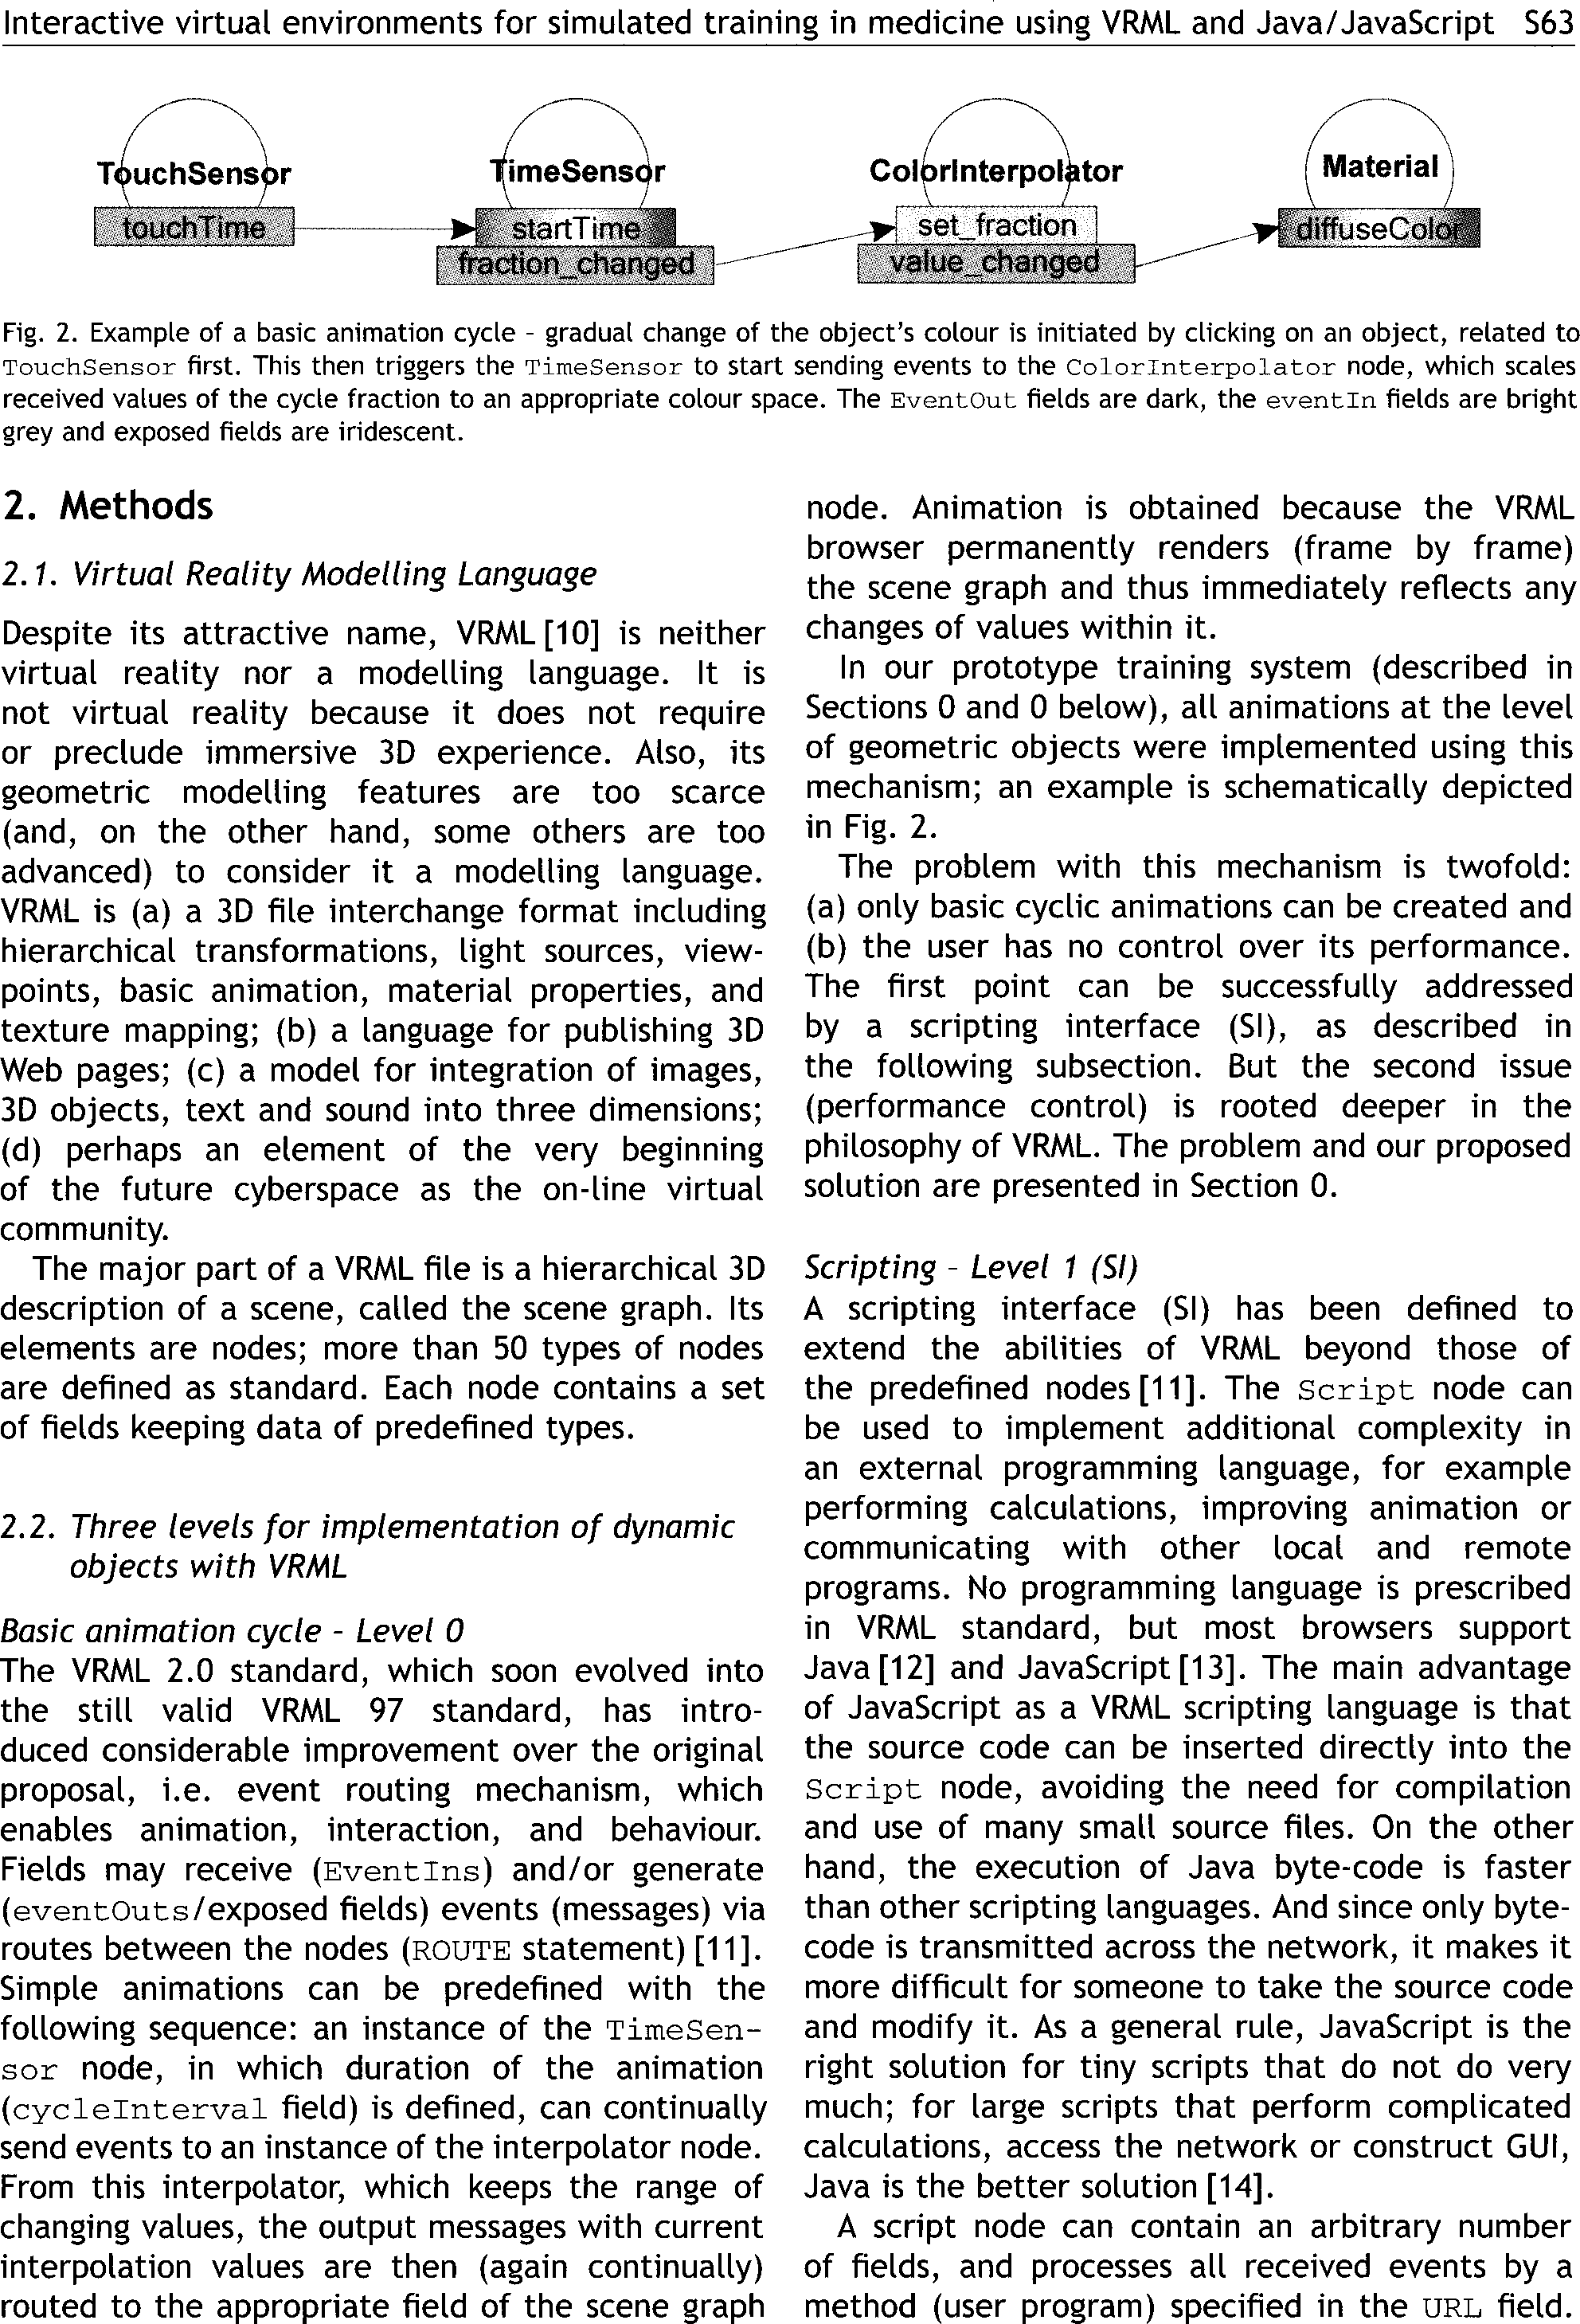 Interactive virtual environments for simulated training in medicine using VRML and Java/JavaScript S63
TouchSensor
TimeSensor
ColorInterpolator
Material
touchTime
startTime
set_fraction
diffuseColor
fraction_changed
value_changed
Fig. 2. Example of a basic animation cycle - gradual change of the object's colour is initiated by clicking on an object, related to
TouchSensor first. This then triggers the TimeSensor to start sending events to the ColorInterpolator node, which scales
received values of the cycle fraction to an appropriate colour space. The EventOut fields are dark, the eventIn fields are bright
grey and exposed fields are iridescent.
2. Methods
2.1. Virtual Reality Modelling Language
Despite its attractive name, VRML [10] is neither
virtual reality nor a modelling language. It is
not virtual reality because it does not require
or preclude immersive 3D experience. Also, its
geometric modelling features are too scarce
(and, on the other hand, some others are too
advanced) to consider it a modelling language.
VRML is (a) a 3D file interchange format including
hierarchical transformations, light sources, view-
points, basic animation, material properties, and
texture mapping; (b) a language for publishing 3D
Web pages; (c) a model for integration of images,
3D objects, text and sound into three dimensions;
(d) perhaps an element of the very beginning
of the future cyberspace as the on-line virtual
community.
The major part of a VRML file is a hierarchical 3D
description of a scene, called the scene graph. Its
elements are nodes; more than 50 types of nodes
are defined as standard. Each node contains a set
of fields keeping data of predefined types.
2.2. Three levels for implementation of dynamic
objects with VRML
Basic animation cycle - Level 0
The VRML 2.0 standard, which soon evolved into
the still valid VRML 97 standard, has intro-
duced considerable improvement over the original
proposal, i.e. event routing mechanism, which
enables animation, interaction, and behaviour.
Fields may receive (EventIns) and/or generate
(eventOuts/exposed fields) events (messages) via
routes between the nodes (ROUTE statement) [11].
Simple animations can be predefined with the
following sequence: an instance of the TimeSen-
sor node, in which duration of the animation
(cycleInterval field) is defined, can continually
send events to an instance of the interpolator node.
From this interpolator, which keeps the range of
changing values, the output messages with current
interpolation values are then (again continually)
routed to the appropriate field of the scene graph
node. Animation is obtained because the VRML
browser permanently renders (frame by frame)
the scene graph and thus immediately reflects any
changes of values within it.
In our prototype training system (described in
Sections 0 and 0 below), all animations at the level
of geometric objects were implemented using this
mechanism; an example is schematically depicted
in Fig. 2.
The problem with this mechanism is twofold:
(a) only basic cyclic animations can be created and
(b) the user has no control over its performance.
The first point can be successfully addressed
by a scripting interface (SI), as described in
the following subsection. But the second issue
(performance control) is rooted deeper in the
philosophy of VRML. The problem and our proposed
solution are presented in Section 0.
Scripting - Level 1 (SI)
A scripting interface (SI) has been defined to
extend the abilities of VRML beyond those of
the predefined nodes [11]. The Script node can
be used to implement additional complexity in
an external programming language, for example
performing calculations, improving animation or
communicating with other local and remote
programs. No programming language is prescribed
in VRML standard, but most browsers support
Java [12] and JavaScript [13]. The main advantage
of JavaScript as a VRML scripting language is that
the source code can be inserted directly into the
Script node, avoiding the need for compilation
and use of many small source files. On the other
hand, the execution of Java byte-code is faster
than other scripting languages. And since only byte-
code is transmitted across the network, it makes it
more difficult for someone to take the source code
and modify it. As a general rule, JavaScript is the
right solution for tiny scripts that do not do very
much; for large scripts that perform complicated
calculations, access the network or construct GUI,
Java is the better solution [14].
A script node can contain an arbitrary number
of fields, and processes all received events by a
method (user program) specified in the URL field.